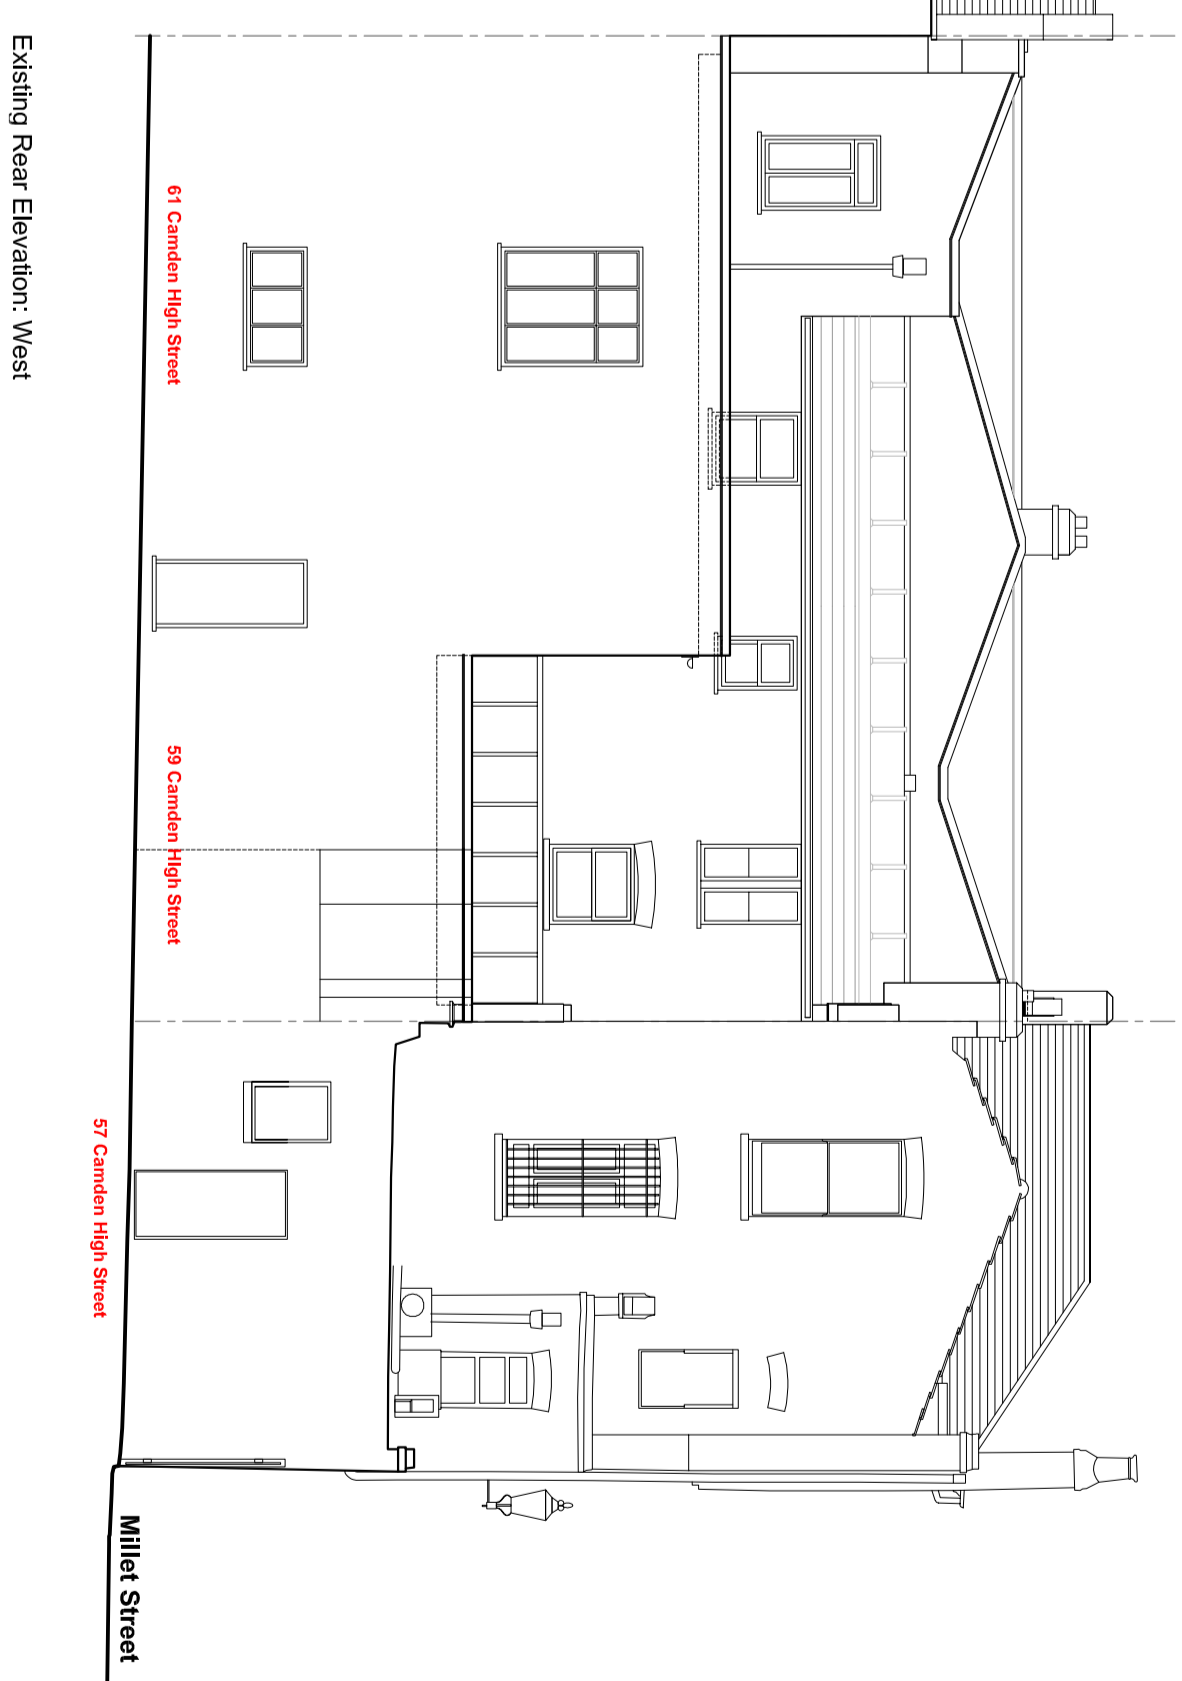 61 Camden HIgh Street
59 Camden HIgh Street
57 Camden High Street
Millet Street
Existing Rear Elevation: West